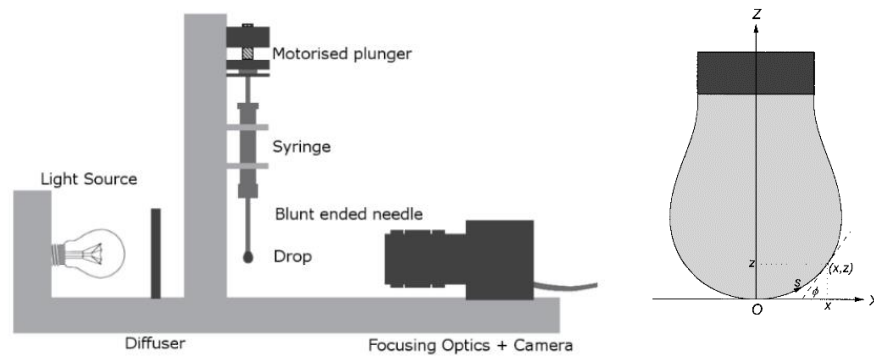 Motorised plunger
Syringe
Light Source
Blunt ended needle
Drop
Diffuser
Focusing Optics + Camera
Z
z
(x,z)
S
ϕ
O
x
X